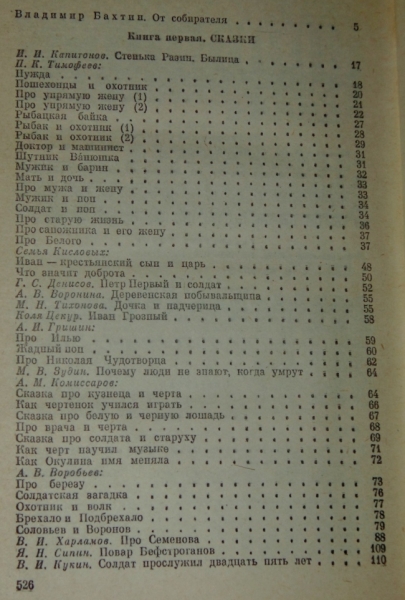 Владимир Бахтин. От собирателя 5
Книга первая. СКАЗКИ
И. И. Капитонов. Стенька Разин. Былина 17
П. К. Тимофеев:
Нужда 18
Пошехонцы и охотник 20
Про упрямую жену (1) 21
Про упрямую жену (2) 22
Рыбацкая байка 27
Рыбак и охотник (1) 28
Рыбак и охотник (2) 29
Доктор и машинист 31
Шутник Ванюшка 31
Мужик и барин 32
Мать и дочь 33
Про мужа и жену 33
Мужик и поп 34
Солдат и поп 34
Про старую жизнь 36
Про сапожника и его жену 37
Про Белого 37
Семья Кисловых:
Иван — крестьянский сын и царь 48
Что значит доброта 50
Г. С. Денисов. Петр Первый и солдат 52
А. В. Воронина. Деревенская побывальщина 55
М. Н. Тихонова. Дочка и падчерица 55
Коля Цепур. Иван Грозный 58
А. И. Гришин:
Про Илью 59
Жадный поп 60
Про Николая Чудотворца 62
М. В. Зудин. Почему люди не знают, когда умрут 64
А. М. Комиссаров:
Сказка про кузнеца и черта 64
Как чертенок учился играть 66
Сказка про белую и черную лошадь 67
Про врача и черта 68
Сказка про солдата и старуху 69
Как черт научил музыке 71
Как Окулина имя меняла 72
А. В. Воробьев:
Про березу 73
Солдатская загадка 76
Охотник и волк 77
Брехало и Подбрехало 78
Соловьев и Воронов 79
В. И. Харламов. Про Семенова 88
Я. Н. Сипин. Повар Бефстроганов 109
В. И. Кукин. Солдат прослужил двадцать пять лет 110
526